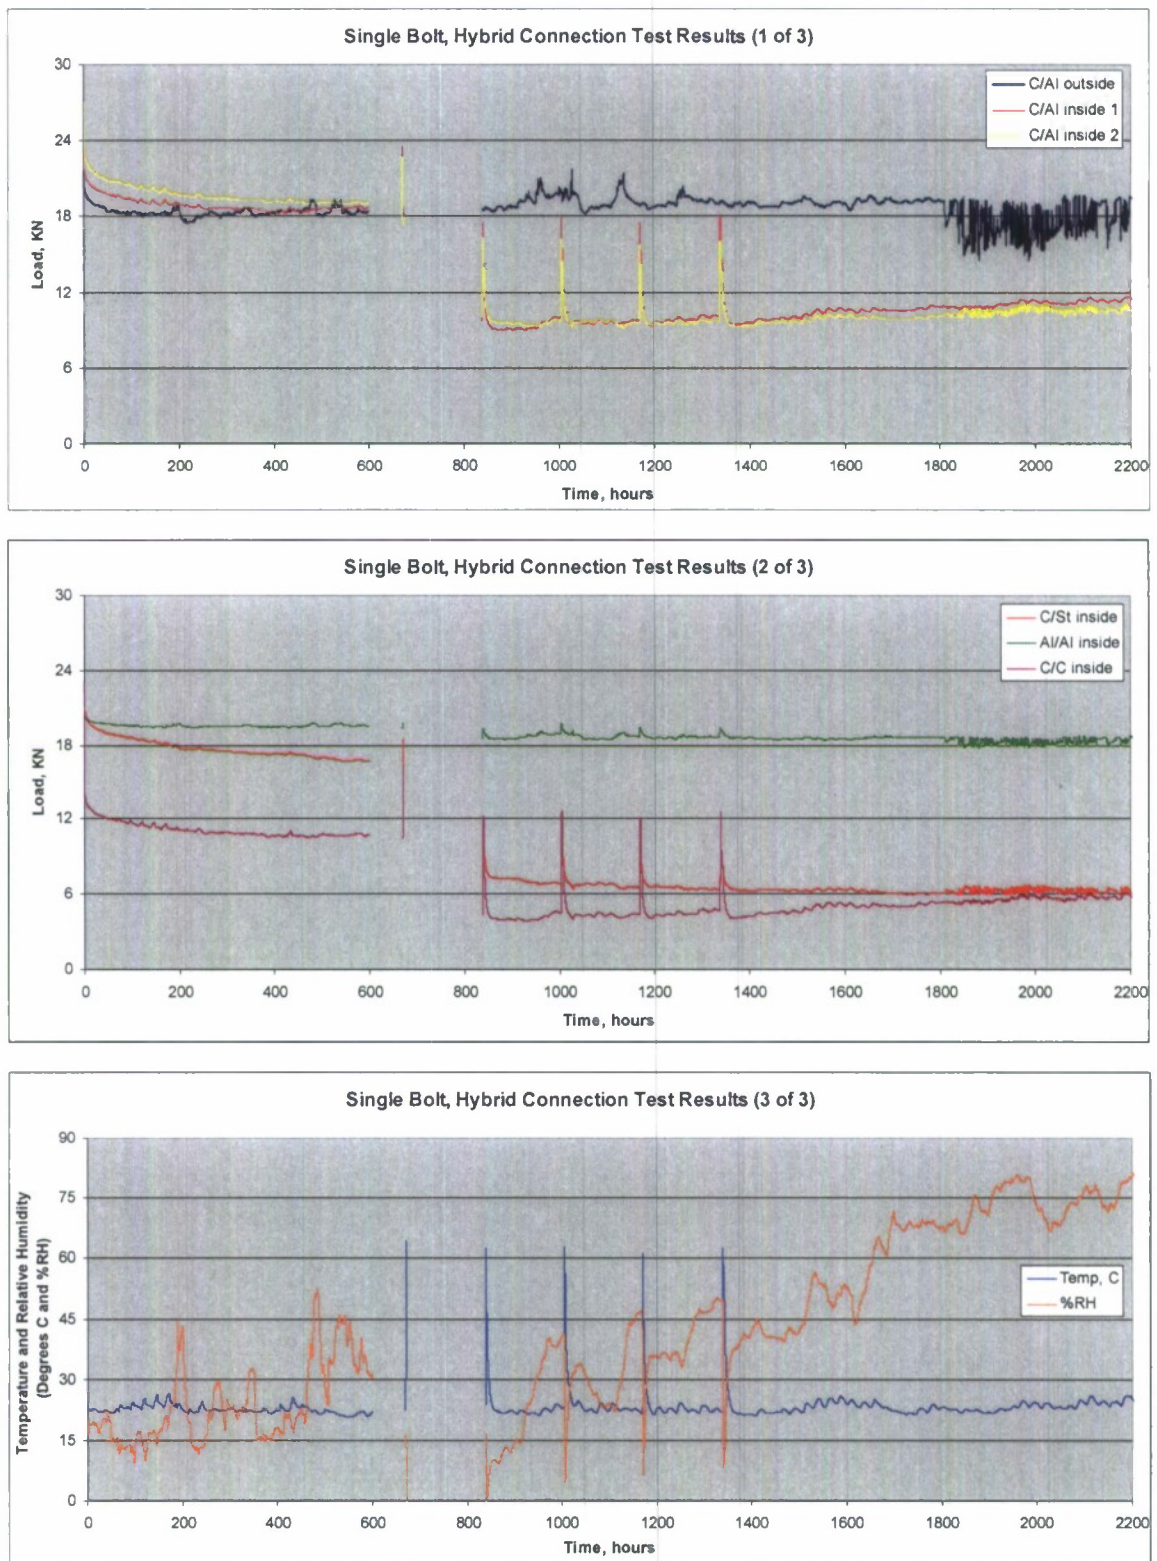 Single Bolt, Hybrid Connection Test Results (1 of 3)
30
24
18
12
6
0
Load, KN
C/Al outside
C/Al inside 1
C/Al inside 2
0 200 400 600 800 1000 1200 1400 1600 1800 2000 2200
Time, hours
Single Bolt, Hybrid Connection Test Results (2 of 3)
30
24
18
12
6
0
Load, KN
C/St inside
Al/Al inside
C/C inside
0 200 400 600 800 1000 1200 1400 1600 1800 2000 2200
Time, hours
Single Bolt, Hybrid Connection Test Results (3 of 3)
90
75
60
45
30
15
0
Temperature and Relative Humidity
(Degrees C and %RH)
Temp, C
%RH
0 200 400 600 800 1000 1200 1400 1600 1800 2000 2200
Time, hours